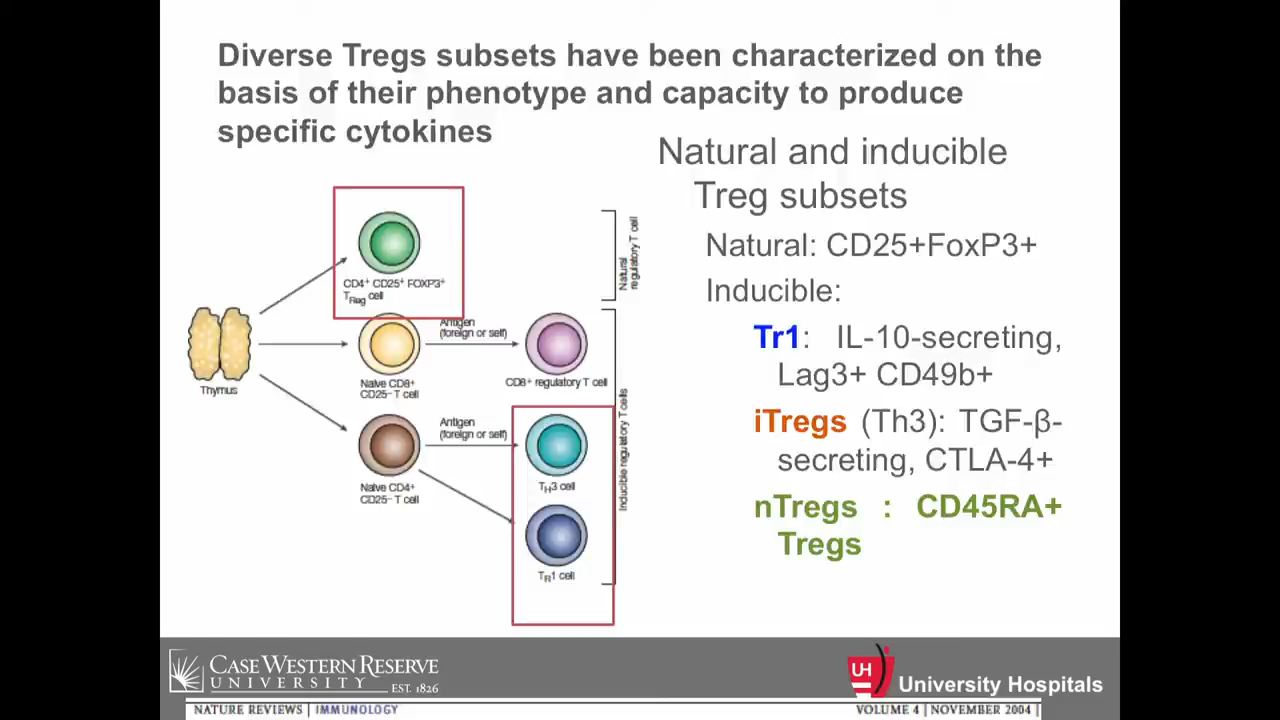 Diverse Tregs subsets have been characterized on the
basis of their phenotype and capacity to produce
specific cytokines
Natural and inducible
Treg subsets
Natural: CD25+FoxP3+
Inducible:
Tr1: IL-10-secreting,
Lag3+ CD49b+
iTregs (Th3): TGF-β-
secreting, CTLA-4+
nTregs : CD45RA+
Tregs
CD4⁺ CD25⁺ FOXP3⁺
TReg cell
Natural
regulatory T cell
Thymus
Antigen
(foreign or self)
Naive CD8⁺
CD25⁻ T cell
CD8⁺ regulatory T cell
Antigen
(foreign or self)
Naive CD4⁺
CD25⁻ T cell
TH3 cell
TR1 cell
Inducible regulatory T cells
CASE WESTERN RESERVE
UNIVERSITY EST. 1826
UH
University Hospitals
NATURE REVIEWS | IMMUNOLOGY
VOLUME 4 | NOVEMBER 2004 |